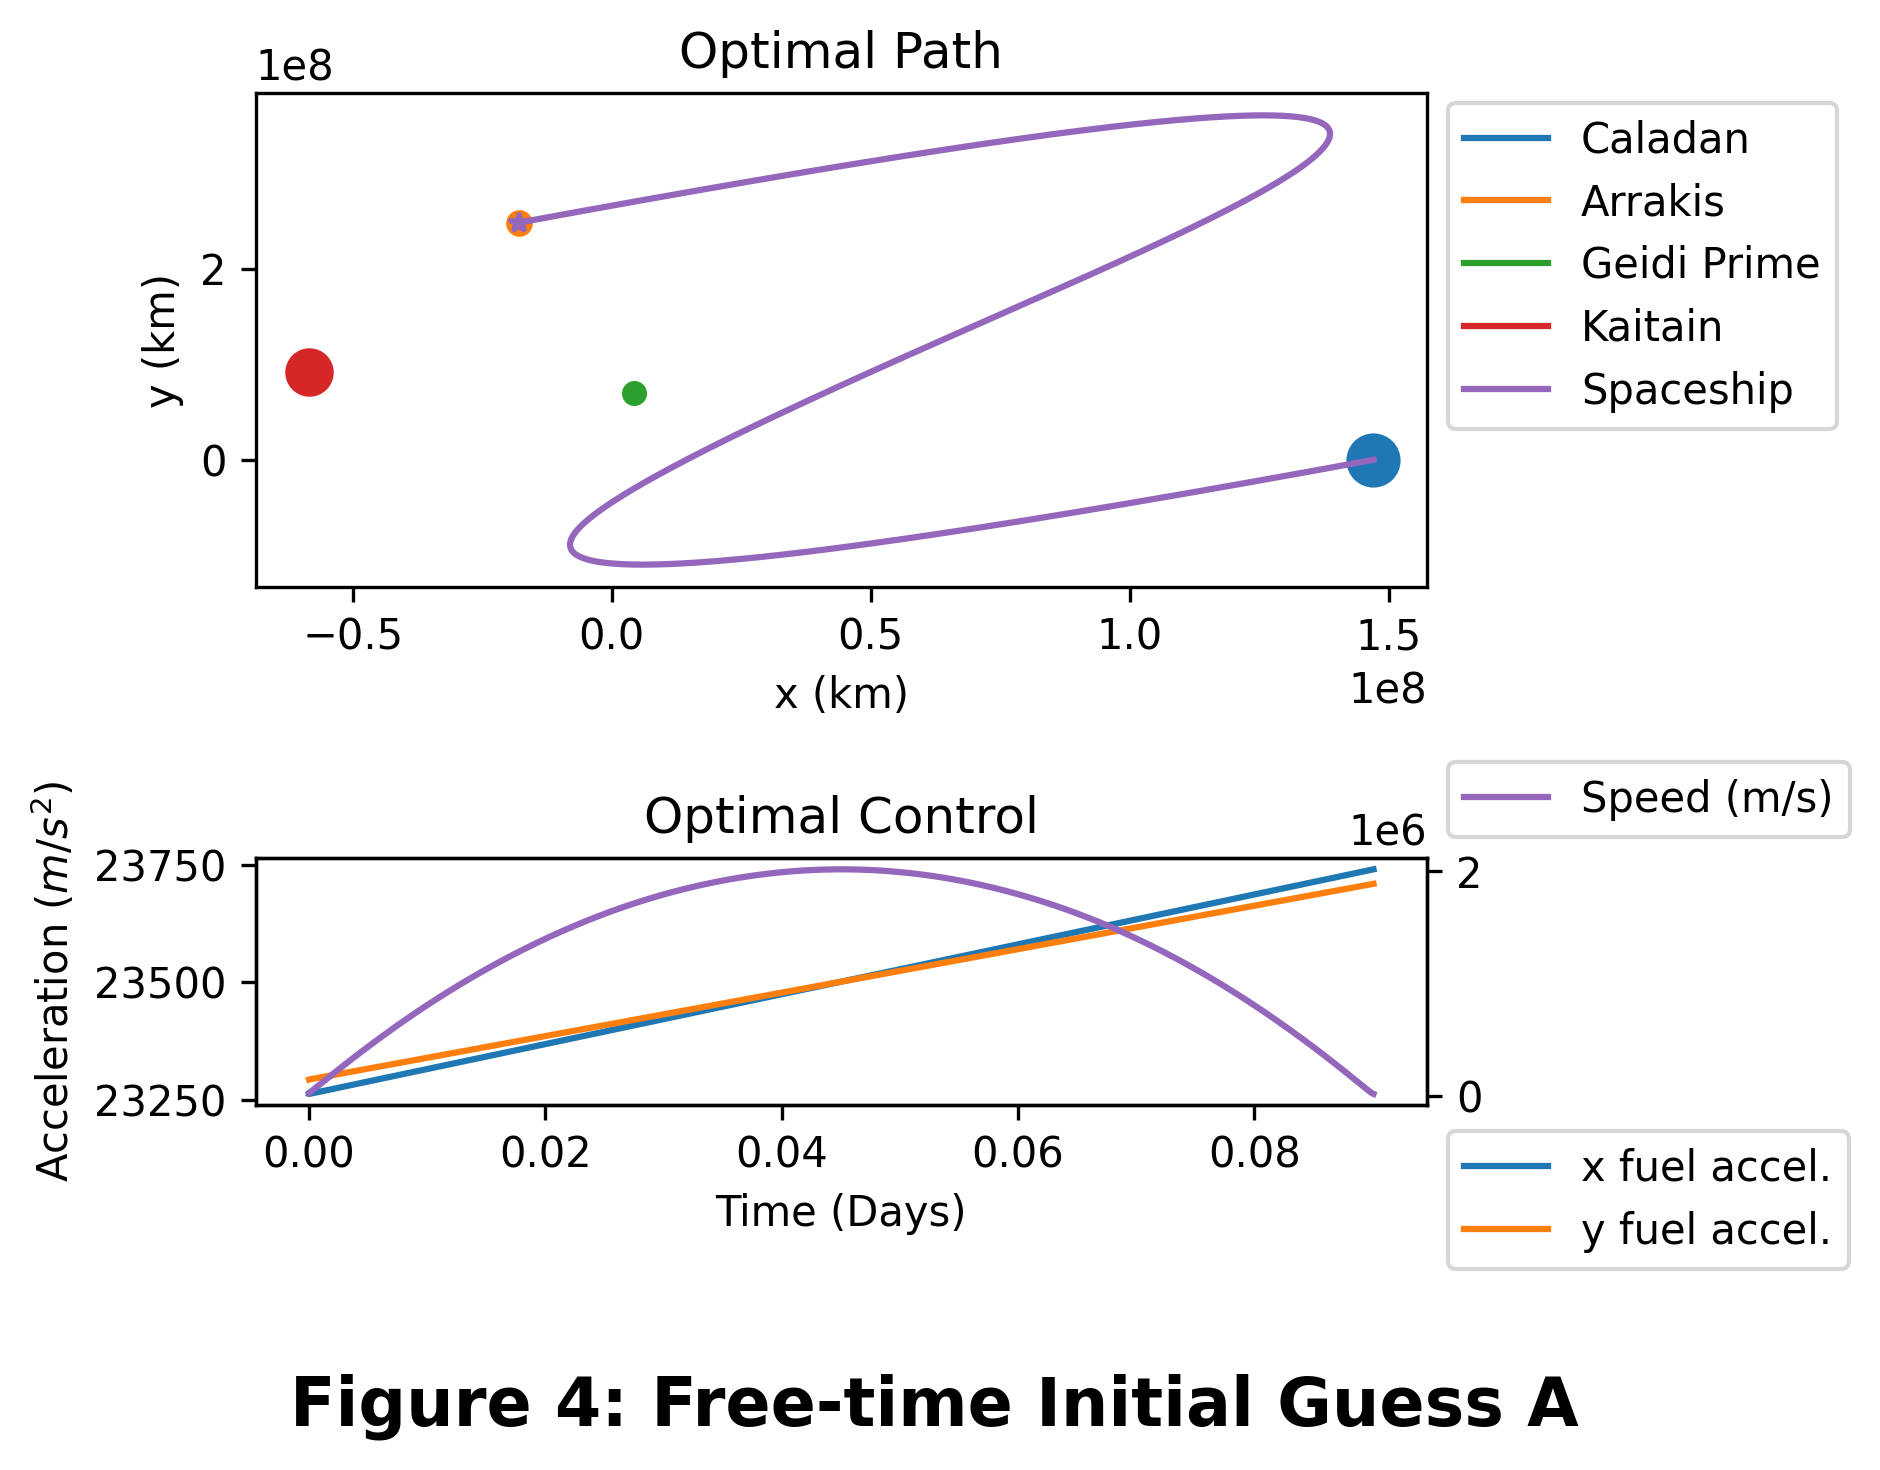 Optimal Path
1e8
2
0
y (km)
−0.5 0.0 0.5 1.0 1.5
1e8
x (km)
Caladan
Arrakis
Geidi Prime
Kaitain
Spaceship
Speed (m/s)
Optimal Control
1e6
23750
23500
23250
Acceleration (m/s²)
2
0
0.00 0.02 0.04 0.06 0.08
Time (Days)
x fuel accel.
y fuel accel.
Figure 4: Free-time Initial Guess A